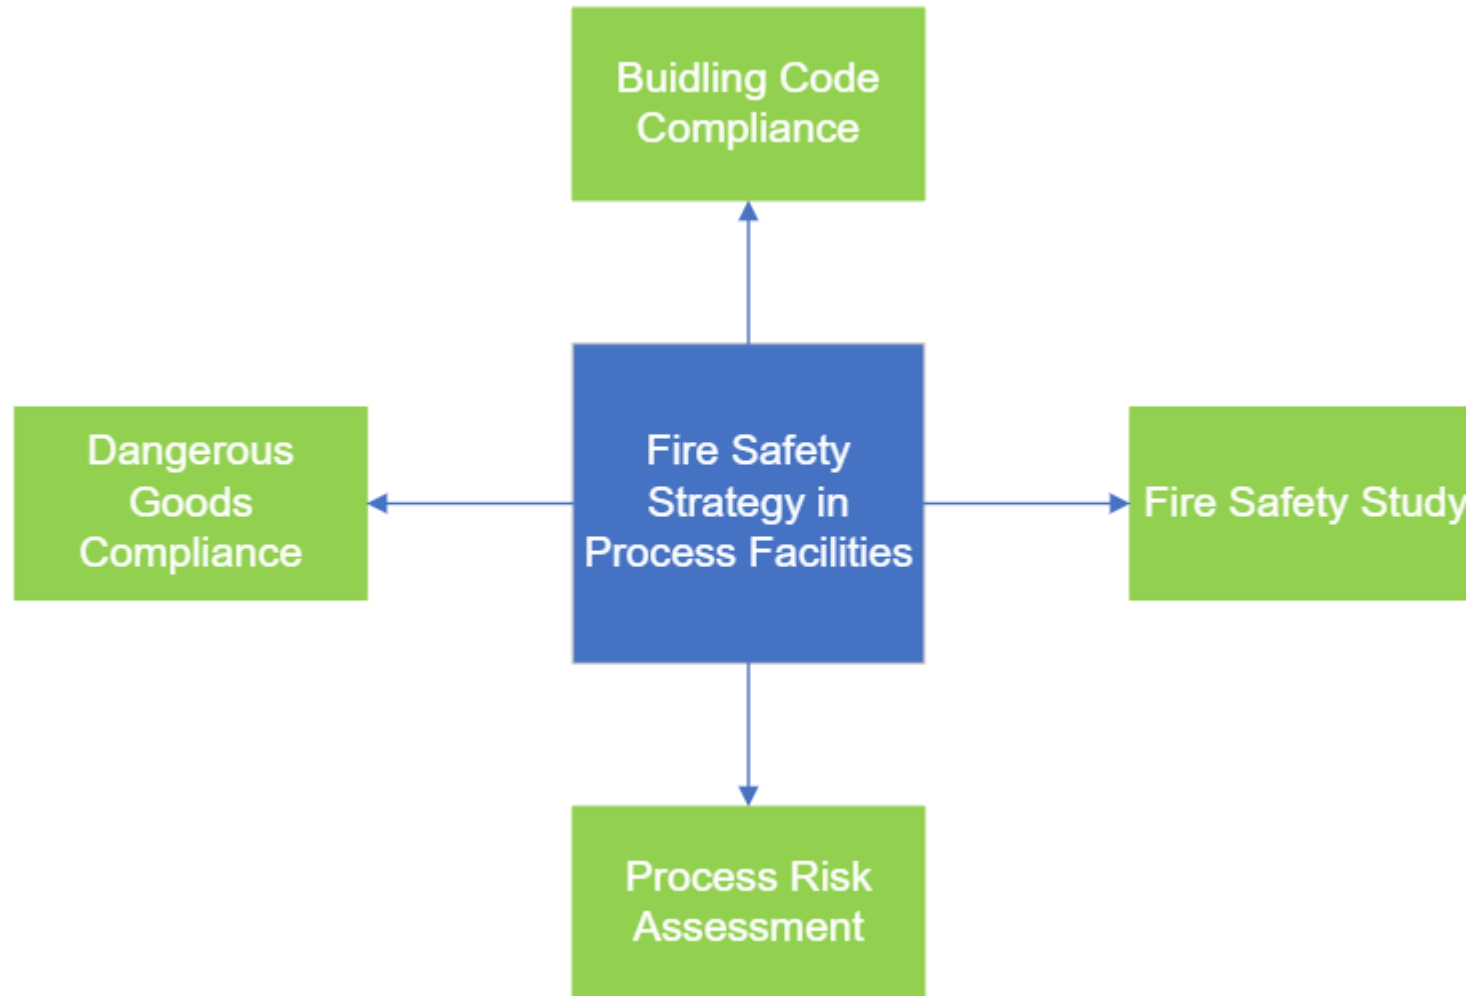 Buidling Code
Compliance
Dangerous
Goods
Compliance
Fire Safety
Strategy in
Process Facilities
Fire Safety Study
Process Risk
Assessment